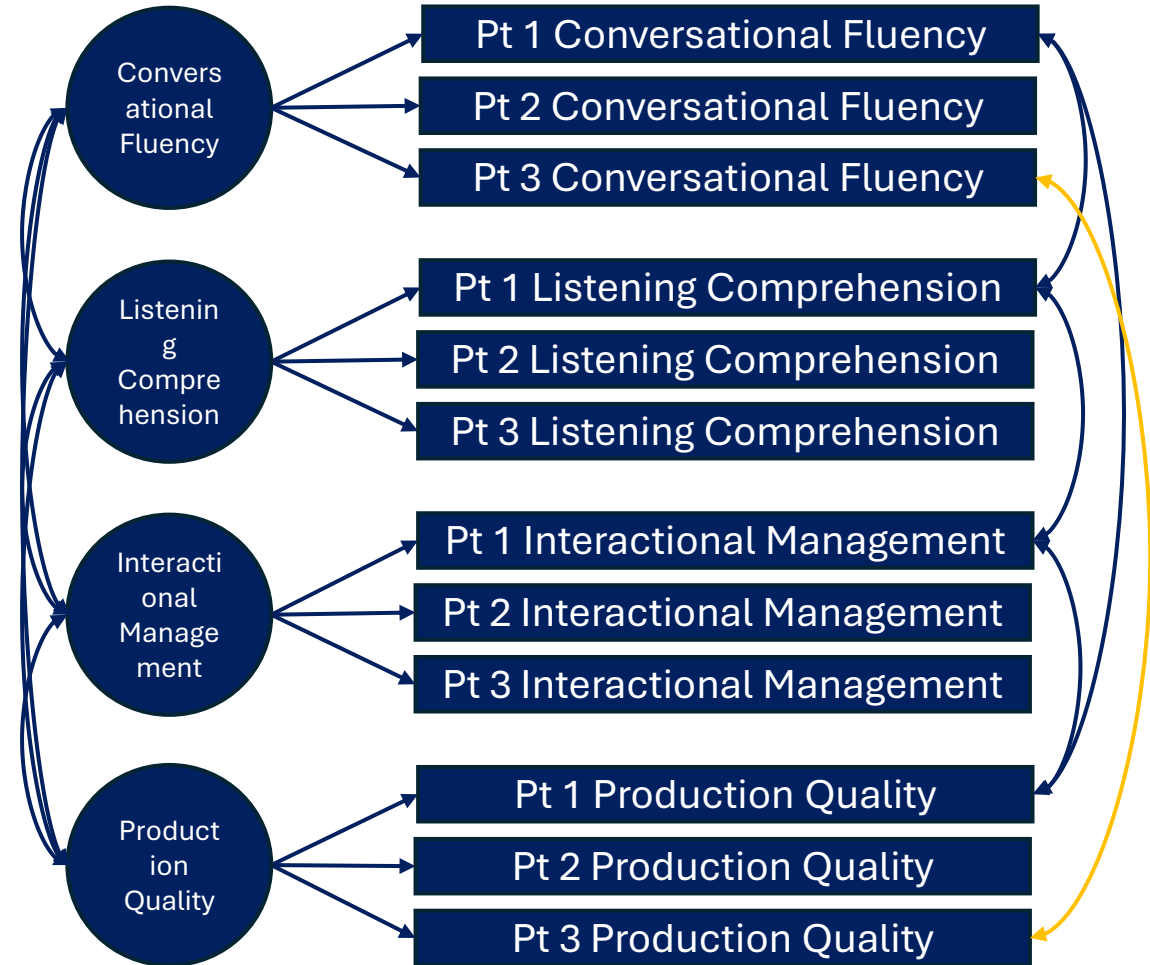 Convers
ational
Fluency
Pt 1 Conversational Fluency
Pt 2 Conversational Fluency
Pt 3 Conversational Fluency
Listenin
g
Compre
hension
Pt 1 Listening Comprehension
Pt 2 Listening Comprehension
Pt 3 Listening Comprehension
Interacti
onal
Manage
ment
Pt 1 Interactional Management
Pt 2 Interactional Management
Pt 3 Interactional Management
Product
ion
Quality
Pt 1 Production Quality
Pt 2 Production Quality
Pt 3 Production Quality